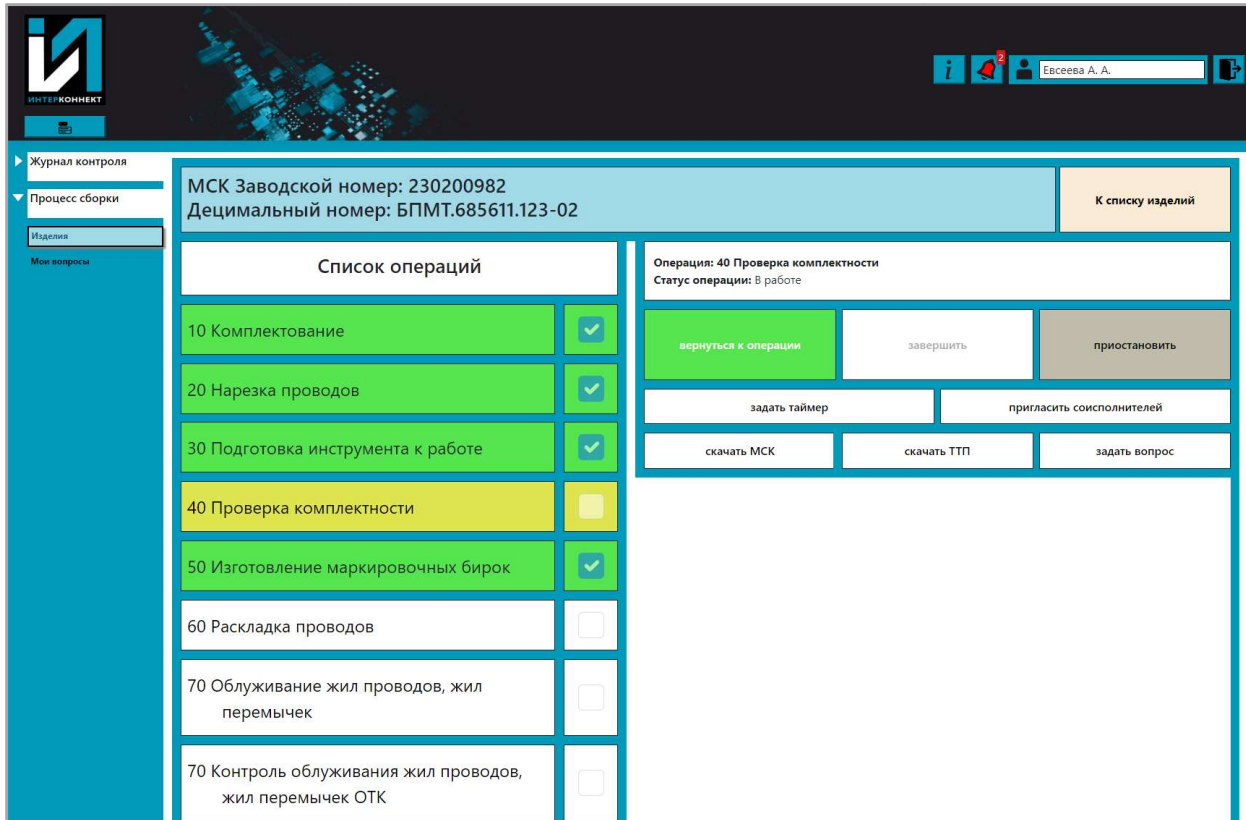 ИНТЕРКОННЕКТ
i
2
Евсеева А. А.
Журнал контроля
Процесс сборки
Изделия
Мои вопросы
МСК Заводской номер: 230200982
Децимальный номер: БПМТ.685611.123-02
К списку изделий
Список операций
10 Комплектование
20 Нарезка проводов
30 Подготовка инструмента к работе
40 Проверка комплектности
50 Изготовление маркировочных бирок
60 Раскладка проводов
70 Облуживание жил проводов, жил
перемычек
70 Контроль облуживания жил проводов,
жил перемычек ОТК
Операция: 40 Проверка комплектности
Статус операции: В работе
вернуться к операции
завершить
приостановить
задать таймер
пригласить соисполнителей
скачать МСК
скачать ТТП
задать вопрос